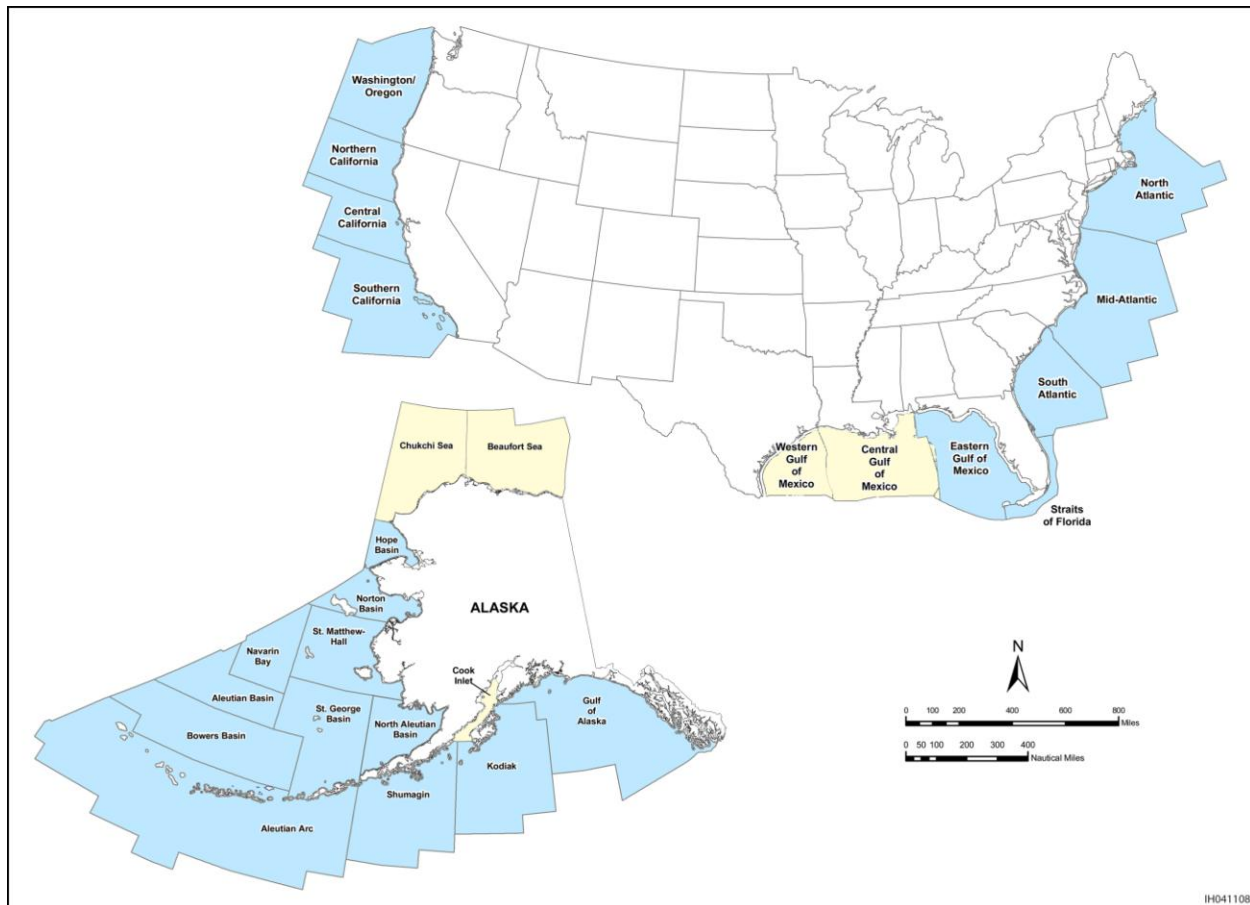 Washington/
Oregon
Northern
California
Central
California
Southern
California
North
Atlantic
Mid-Atlantic
South
Atlantic
Western
Gulf
of
Mexico
Central
Gulf
of
Mexico
Eastern
Gulf of
Mexico
Straits
of Florida
Chukchi Sea
Beaufort Sea
Hope
Basin
Norton
Basin
St. Matthew-
Hall
Navarin
Bay
Aleutian Basin
St. George
Basin
Bowers Basin
North Aleutian
Basin
ALASKA
Cook
Inlet
Gulf
of
Alaska
Kodiak
Shumagin
Aleutian Arc
N
0 100 200 400 600 800
Miles
0 50 100 200 300 400
Nautical Miles
IH041108